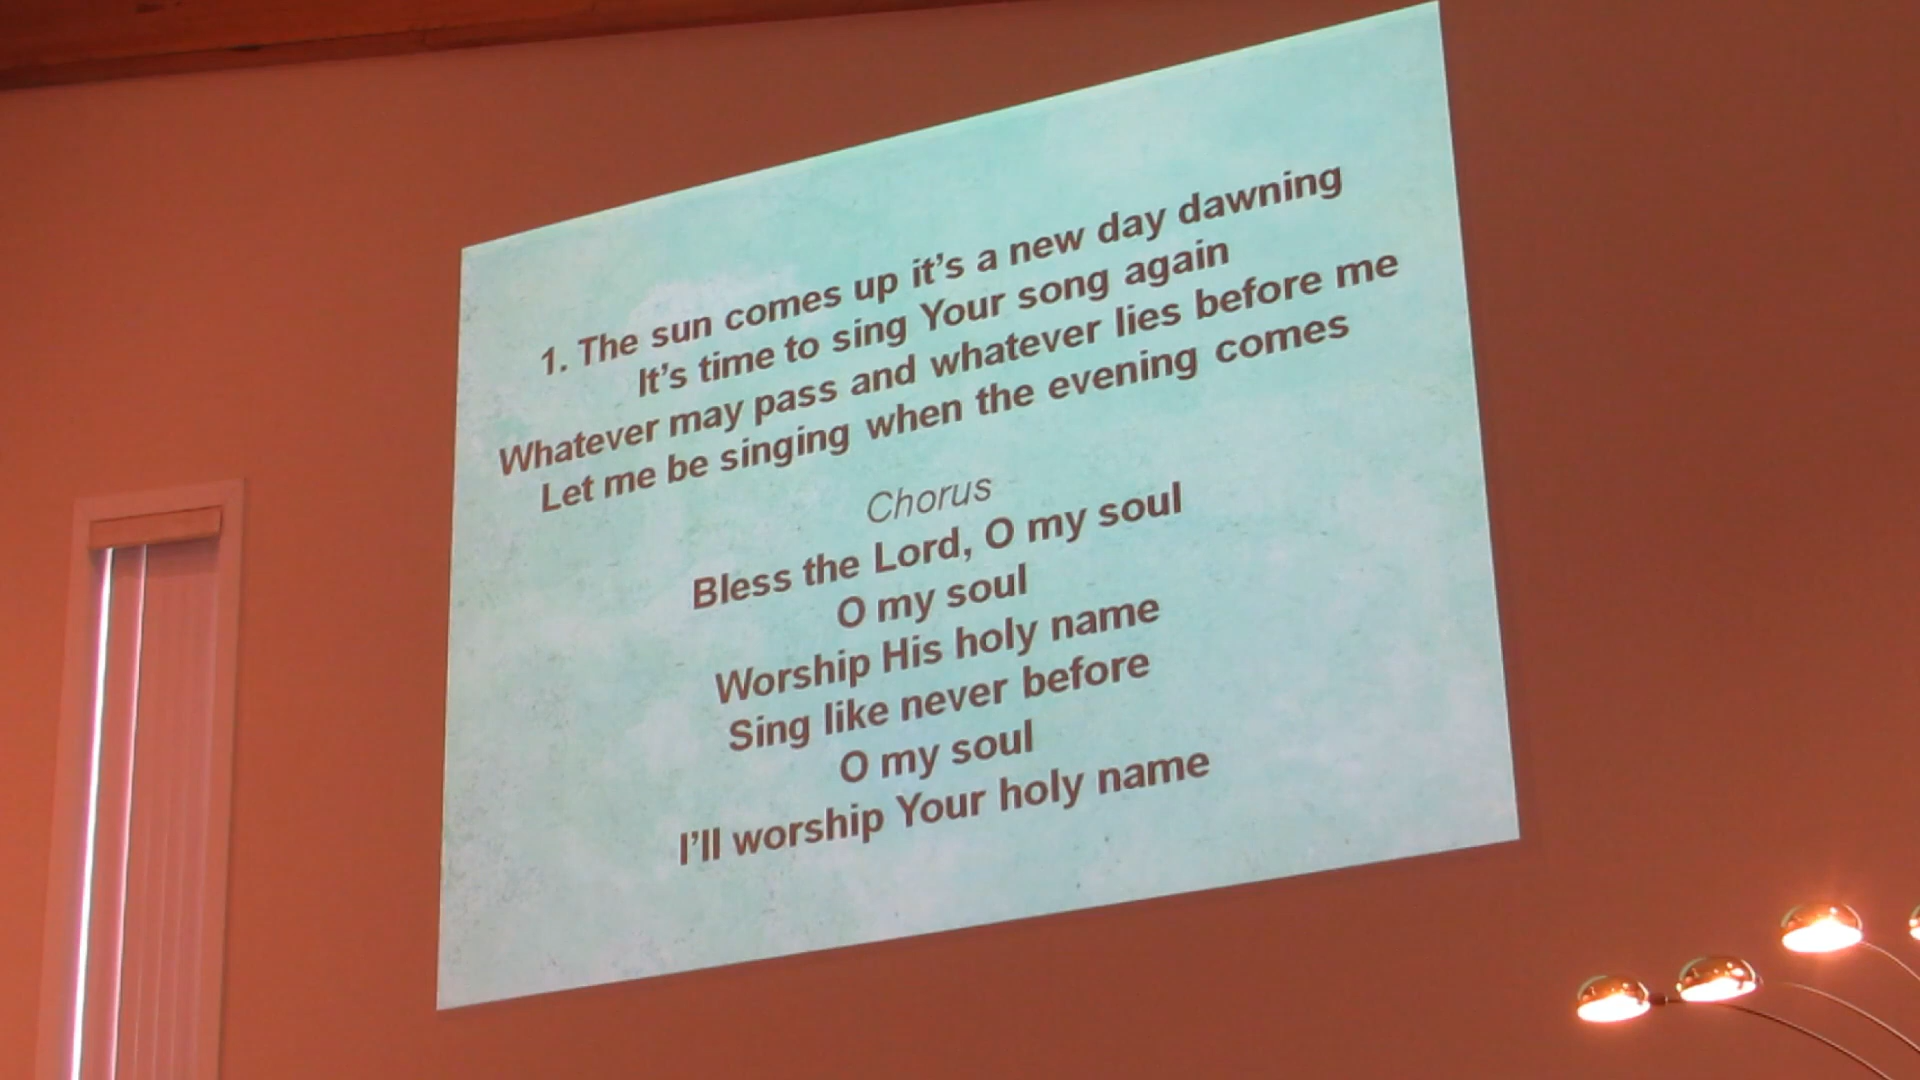 1. The sun comes up it’s a new day dawning
It’s time to sing Your song again
Whatever may pass and whatever lies before me
Let me be singing when the evening comes
Chorus
Bless the Lord, O my soul
O my soul
Worship His holy name
Sing like never before
O my soul
I’ll worship Your holy name